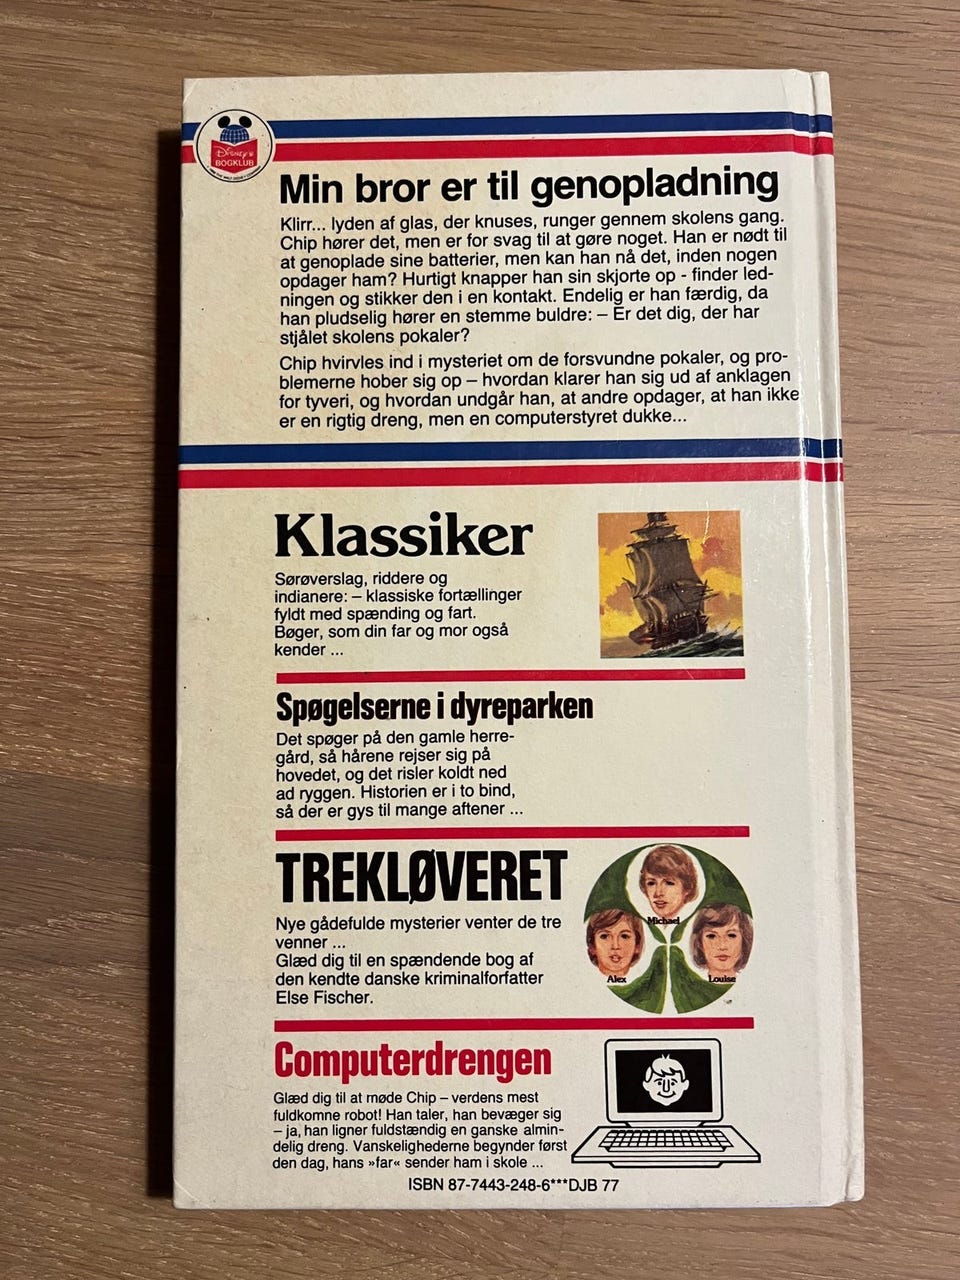 Disney's
BOGKLUB
Min bror er til genopladning
Klirr... lyden af glas, der knuses, runger gennem skolens gang.
Chip hører det, men er for svag til at gøre noget. Han er nødt til
at genoplade sine batterier, men kan han nå det, inden nogen
opdager ham? Hurtigt knapper han sin skjorte op - finder led-
ningen og stikker den i en kontakt. Endelig er han færdig, da
han pludselig hører en stemme buldre: – Er det dig, der har
stjålet skolens pokaler?
Chip hvirvles ind i mysteriet om de forsvundne pokaler, og pro-
blemerne hober sig op – hvordan klarer han sig ud af anklagen
for tyveri, og hvordan undgår han, at andre opdager, at han ikke
er en rigtig dreng, men en computerstyret dukke...
Klassiker
Sørøverslag, riddere og
indianere: – klassiske fortællinger
fyldt med spænding og fart.
Bøger, som din far og mor også
kender ...
Spøgelserne i dyreparken
Det spøger på den gamle herre-
gård, så hårene rejser sig på
hovedet, og det risler koldt ned
ad ryggen. Historien er i to bind,
så der er gys til mange aftener ...
TREKLØVERET
Nye gådefulde mysterier venter de tre
venner ...
Glæd dig til en spændende bog af
den kendte danske kriminalforfatter
Else Fischer.
Michael
Alex
Louise
Computerdrengen
Glæd dig til at møde Chip – verdens mest
fuldkomne robot! Han taler, han bevæger sig
– ja, han ligner fuldstændig en ganske almin-
delig dreng. Vanskelighederne begynder først
den dag, hans »far« sender ham i skole ...
ISBN 87-7443-248-6***DJB 77